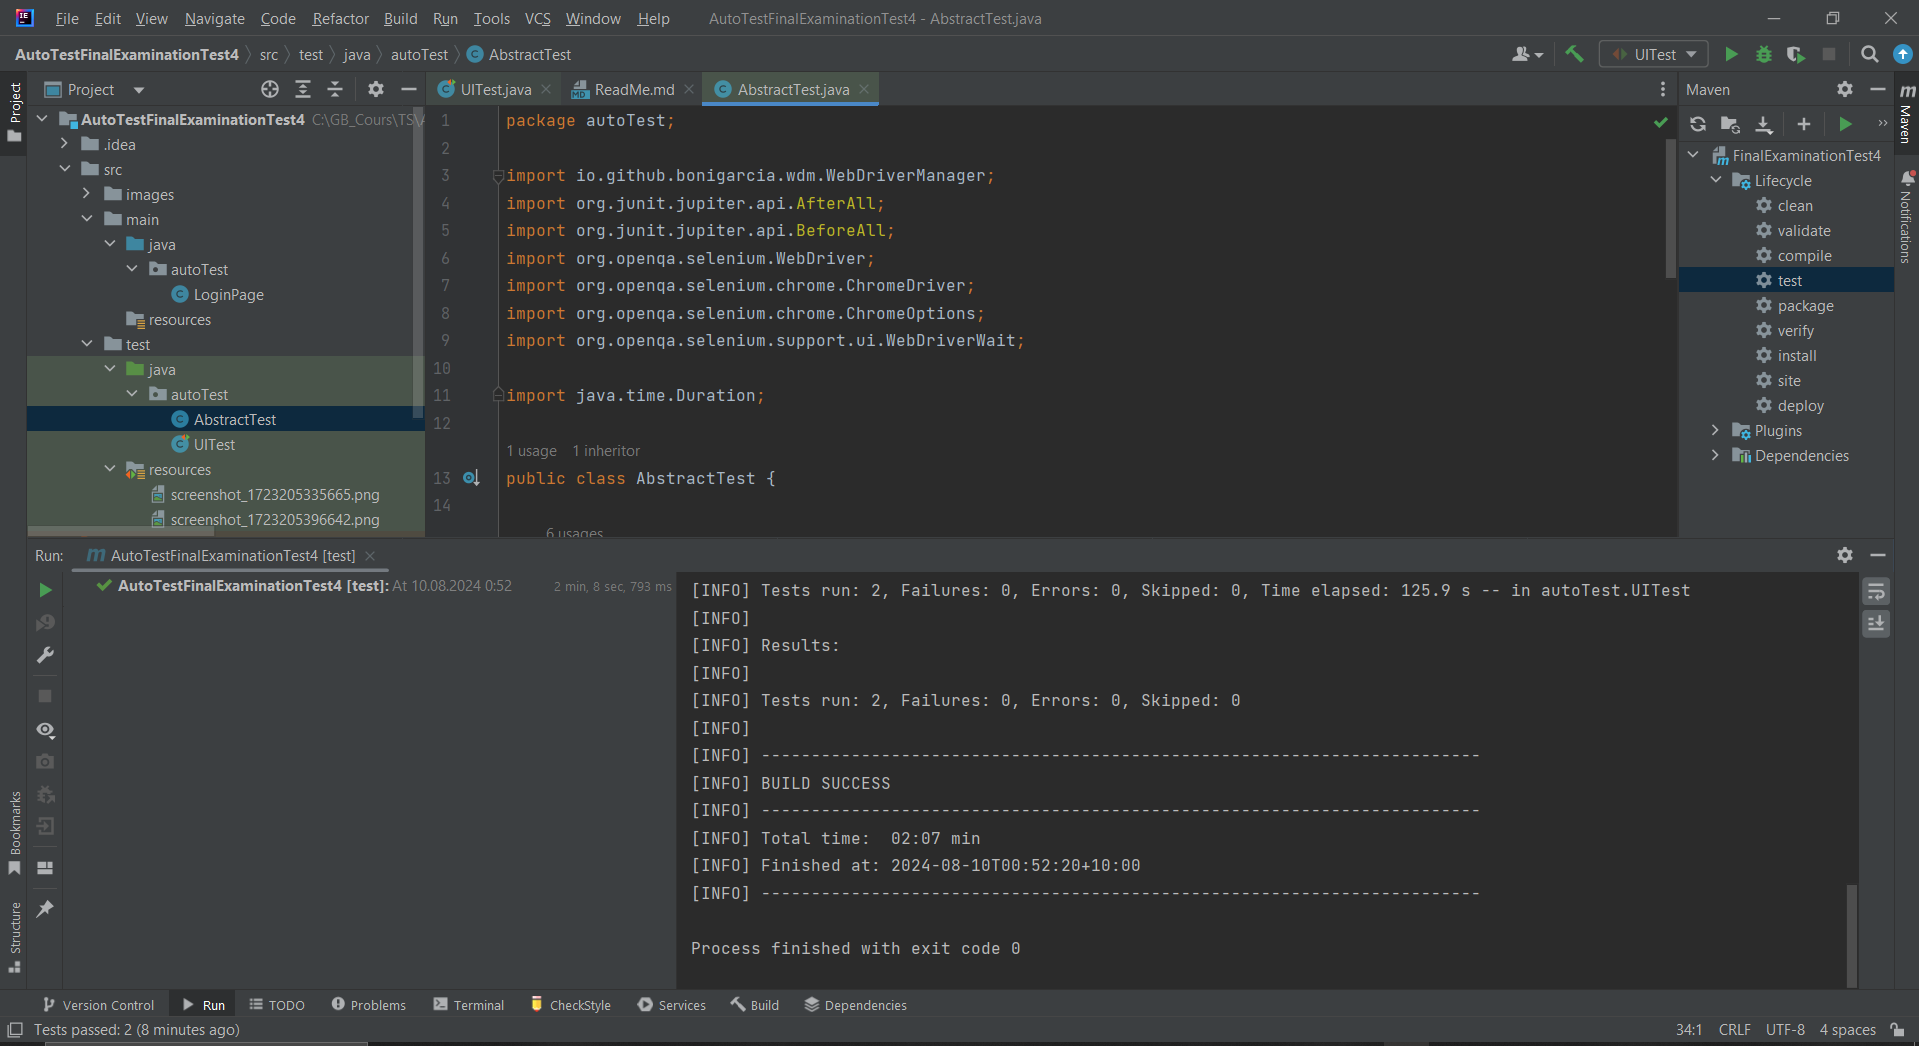 File Edit View Navigate Code Refactor Build Run Tools VCS Window Help AutoTestFinalExaminationTest4 - AbstractTest.java
AutoTestFinalExaminationTest4 src test java autoTest AbstractTest UITest
Project
Project
UITest.java
ReadMe.md
AbstractTest.java
Maven
Maven
Notifications
AutoTestFinalExaminationTest4 C:\GB_Cours\TS\A
.idea
src
images
main
java
autoTest
LoginPage
resources
test
java
autoTest
AbstractTest
UITest
resources
screenshot_1723205335665.png
screenshot_1723205396642.png
1 package autoTest;
2
3 import io.github.bonigarcia.wdm.WebDriverManager;
4 import org.junit.jupiter.api.AfterAll;
5 import org.junit.jupiter.api.BeforeAll;
6 import org.openqa.selenium.WebDriver;
7 import org.openqa.selenium.chrome.ChromeDriver;
8 import org.openqa.selenium.chrome.ChromeOptions;
9 import org.openqa.selenium.support.ui.WebDriverWait;
10
11 import java.time.Duration;
12
1 usage 1 inheritor
13 public class AbstractTest {
14
6 usages
FinalExaminationTest4
Lifecycle
clean
validate
compile
test
package
verify
install
site
deploy
Plugins
Dependencies
Run: AutoTestFinalExaminationTest4 [test]
AutoTestFinalExaminationTest4 [test]: At 10.08.2024 0:52 2 min, 8 sec, 793 ms
[INFO] Tests run: 2, Failures: 0, Errors: 0, Skipped: 0, Time elapsed: 125.9 s -- in autoTest.UITest
[INFO]
[INFO] Results:
[INFO]
[INFO] Tests run: 2, Failures: 0, Errors: 0, Skipped: 0
[INFO]
[INFO] ------------------------------------------------------------------------
[INFO] BUILD SUCCESS
[INFO] ------------------------------------------------------------------------
[INFO] Total time:  02:07 min
[INFO] Finished at: 2024-08-10T00:52:20+10:00
[INFO] ------------------------------------------------------------------------
Process finished with exit code 0
Bookmarks
Structure
Version Control Run TODO Problems Terminal CheckStyle Services Build Dependencies
Tests passed: 2 (8 minutes ago) 34:1 CRLF UTF-8 4 spaces